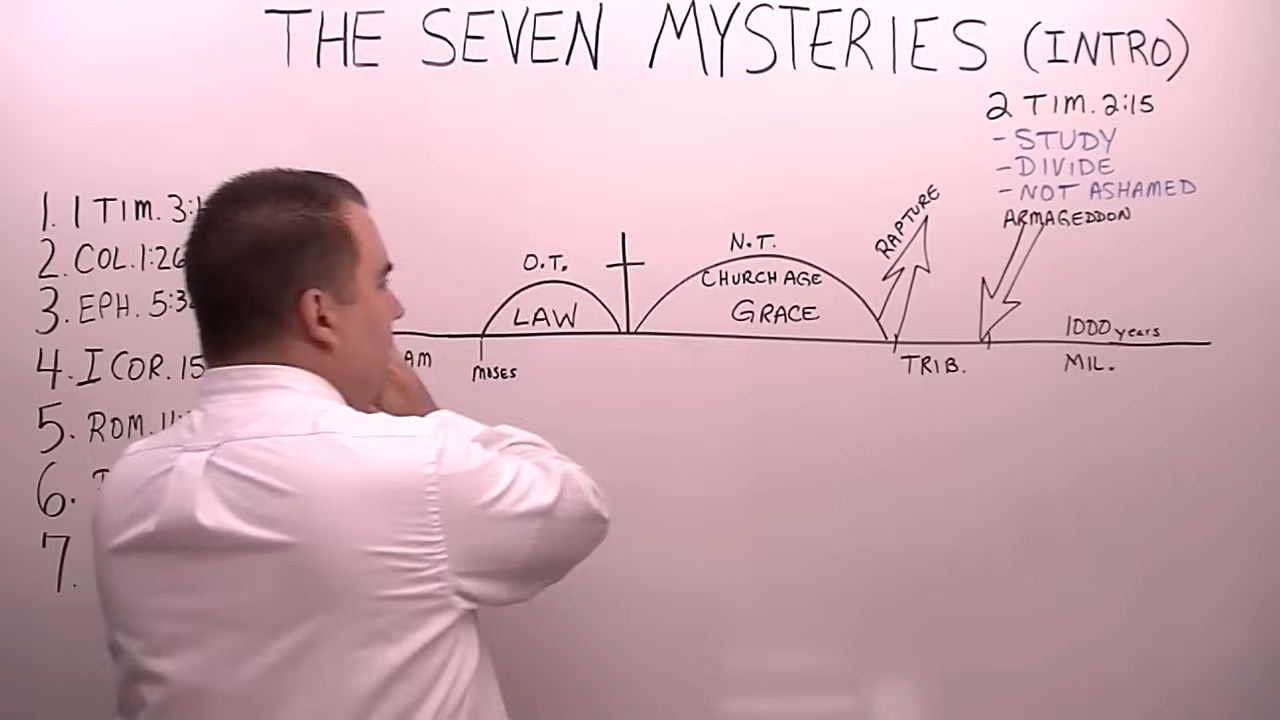 THE SEVEN MYSTERIES (INTRO)
2 TIM. 2:15
- STUDY
- DIVIDE
- NOT ASHAMED
1. 1 TIM. 3:1
2. COL. 1:26
3. EPH. 5:3
4. I COR. 15
5. ROM. 11:
6.
7.
O.T.
LAW
MOSES
AM
N.T.
CHURCH AGE
GRACE
RAPTURE
TRIB.
ARMAGEDDON
1000 years
MIL.